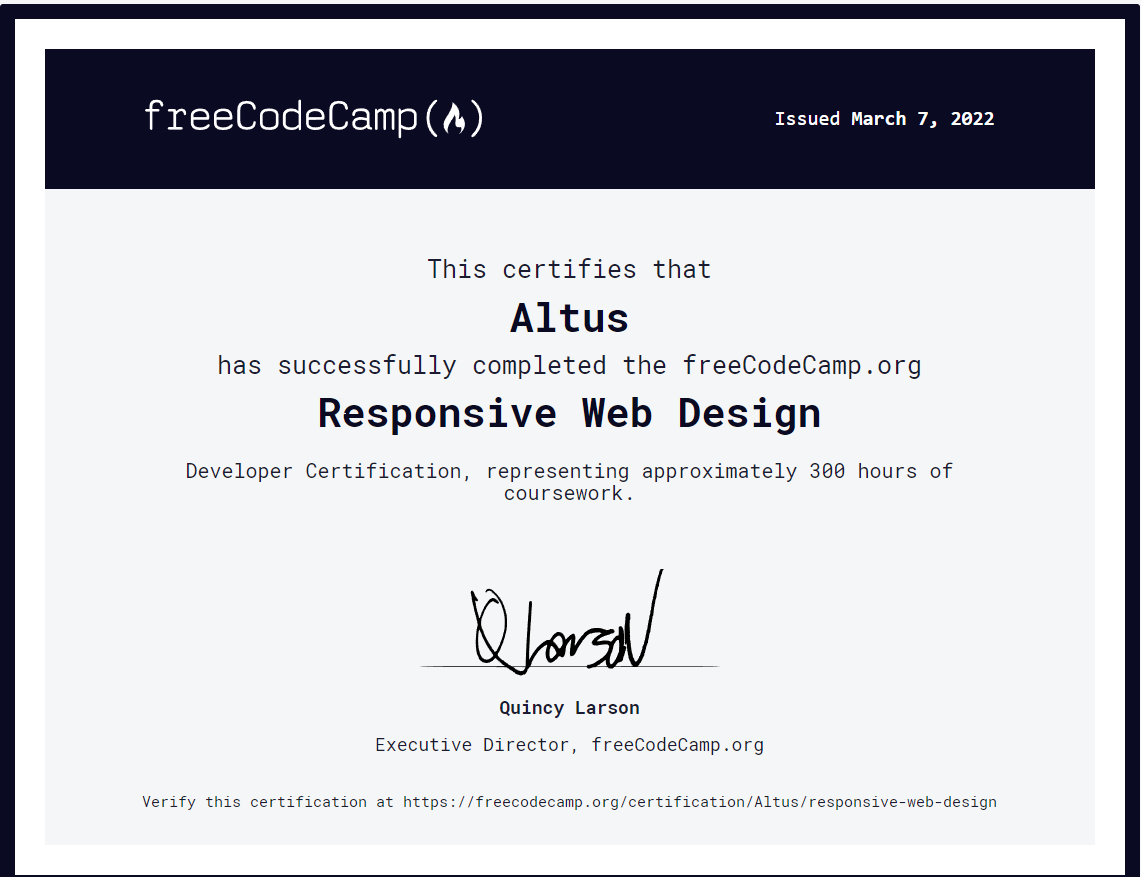 freeCodeCamp
Issued March 7, 2022
This certifies that
Altus
has successfully completed the freeCodeCamp.org
Responsive Web Design
Developer Certification, representing approximately 300 hours of
coursework.
Q Larson
Quincy Larson
Executive Director, freeCodeCamp.org
Verify this certification at https://freecodecamp.org/certification/Altus/responsive-web-design